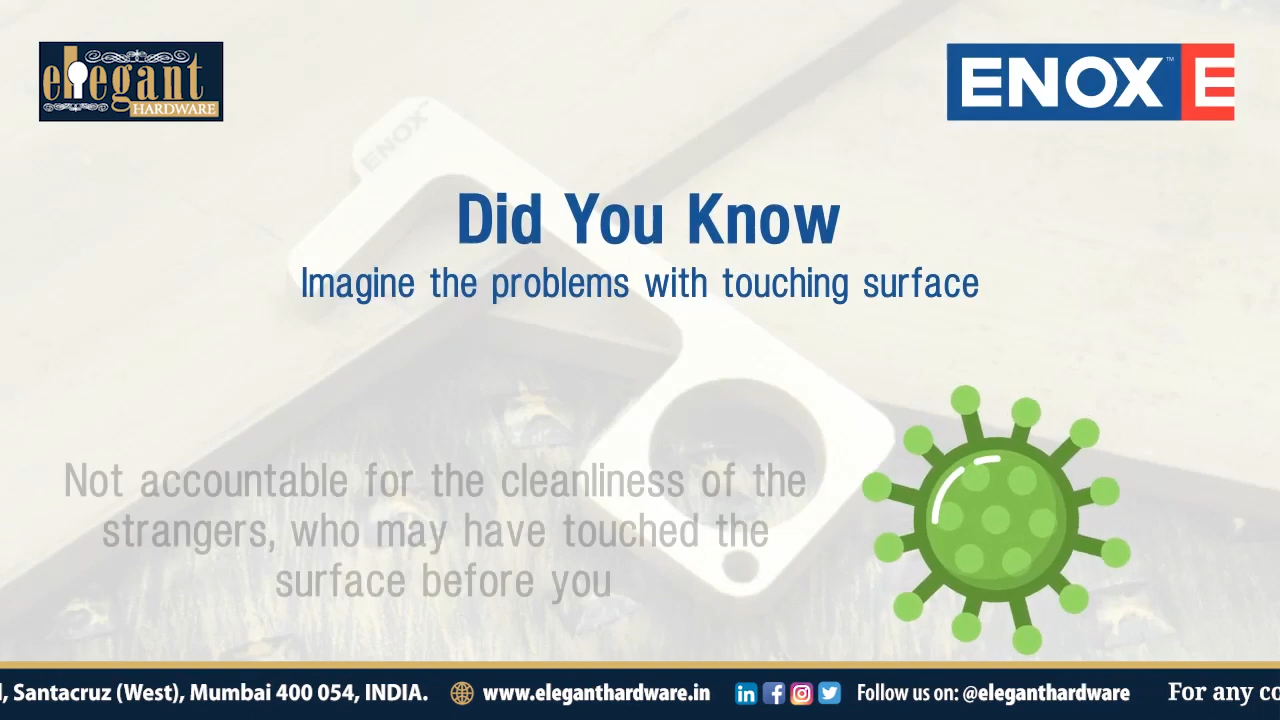 elegant
HARDWARE
ENOX™ E
ENOX
Did You Know
Imagine the problems with touching surface
Not accountable for the cleanliness of the
strangers, who may have touched the
surface before you
, Santacruz (West), Mumbai 400 054, INDIA. www.eleganthardware.in Follow us on: @eleganthardware For any co